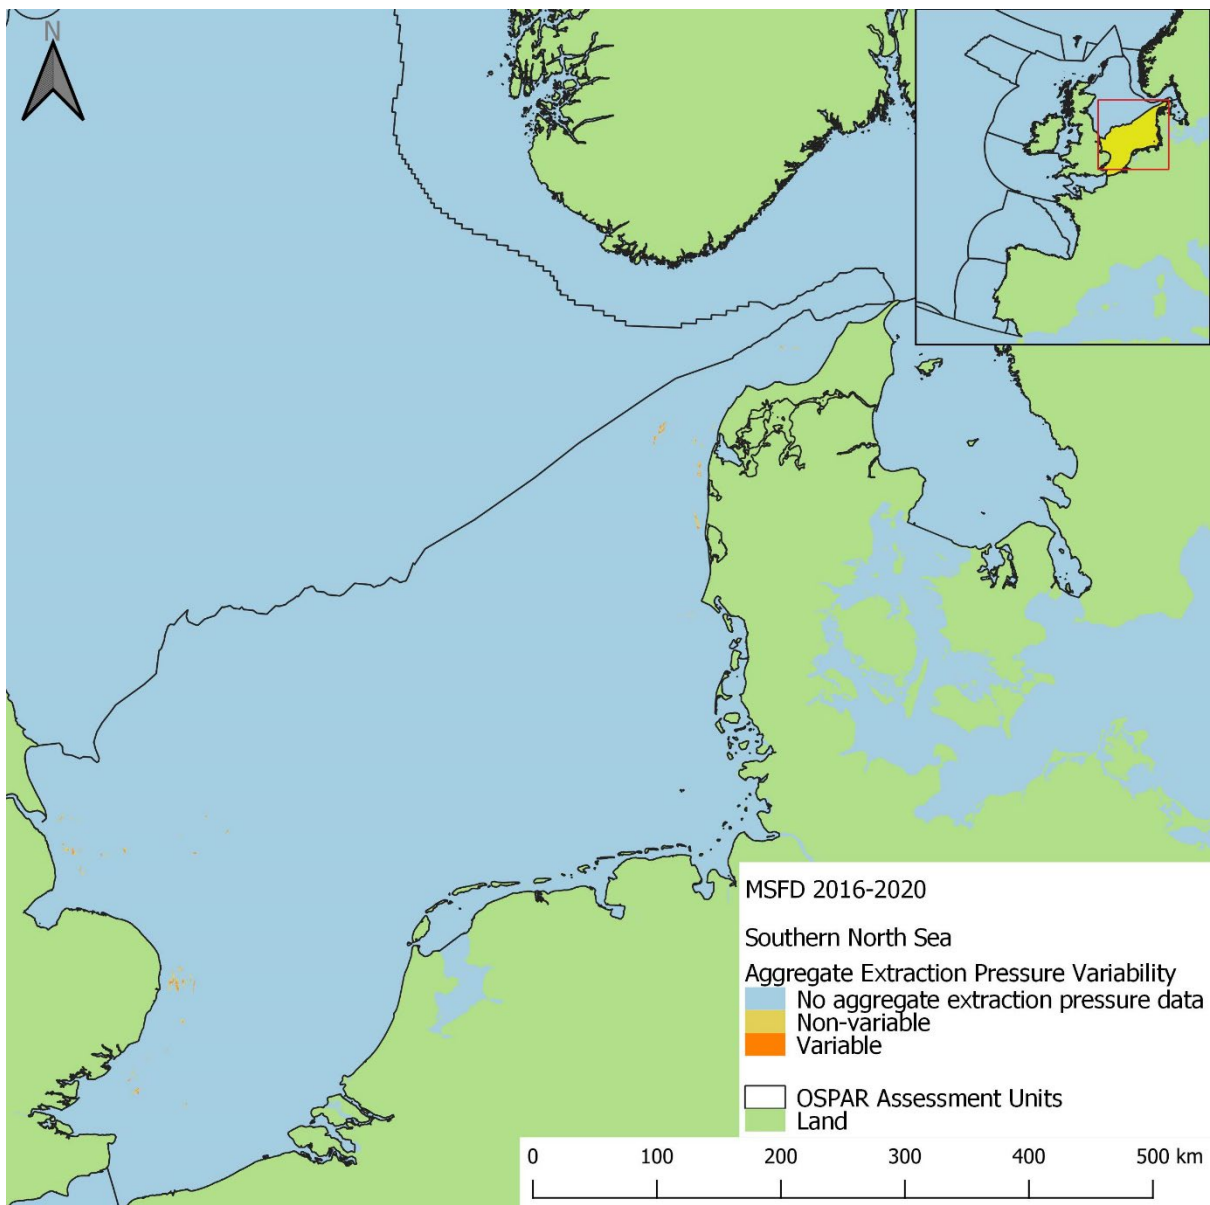 N
MSFD 2016-2020
Southern North Sea
Aggregate Extraction Pressure Variability
No aggregate extraction pressure data
Non-variable
Variable
OSPAR Assessment Units
Land
0 100 200 300 400 500 km